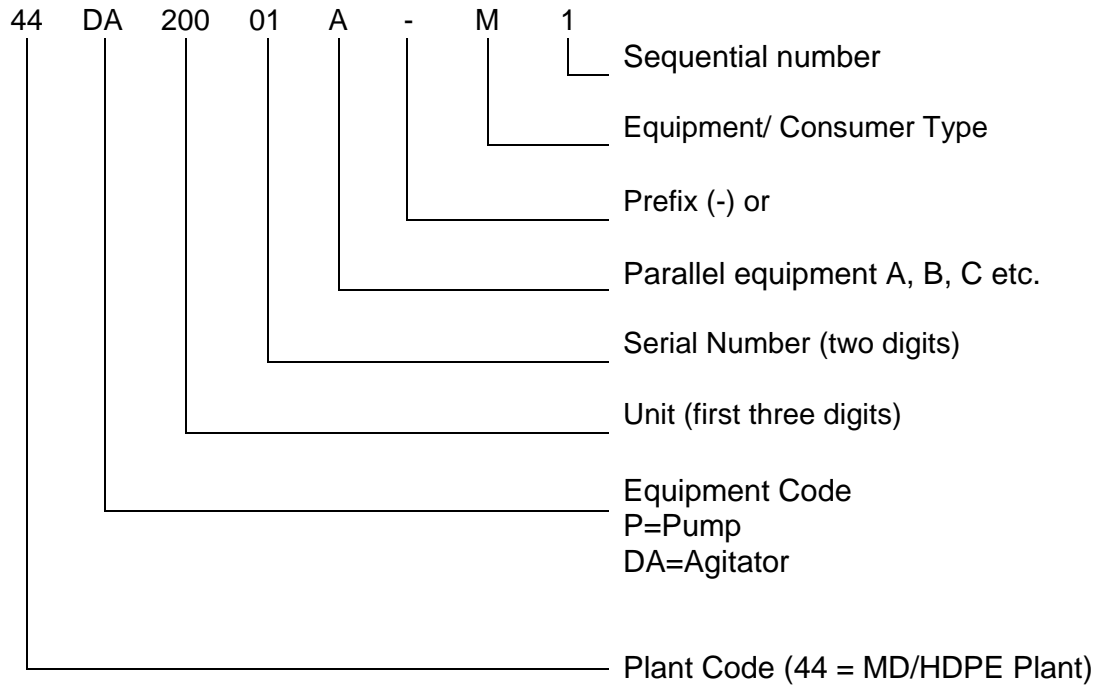 44 DA 200 01 A - M 1
Sequential number
Equipment/ Consumer Type
Prefix (-) or
Parallel equipment A, B, C etc.
Serial Number (two digits)
Unit (first three digits)
Equipment Code
P=Pump
DA=Agitator
Plant Code (44 = MD/HDPE Plant)